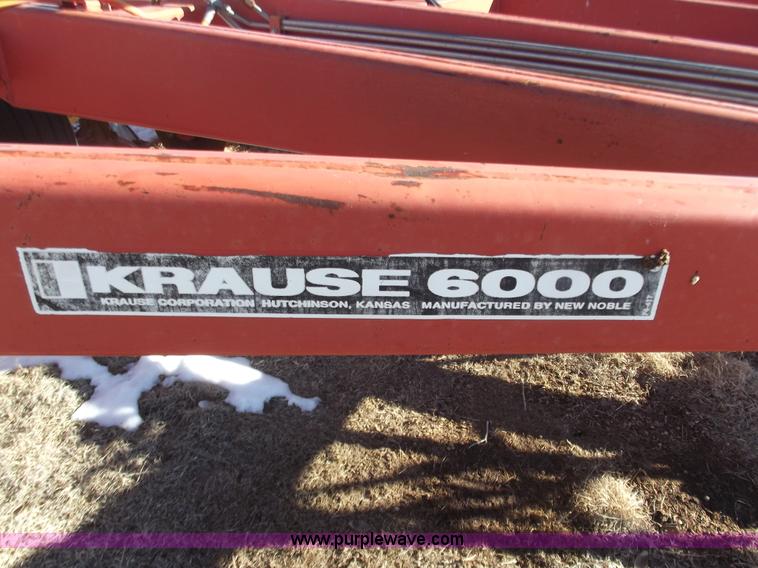 KRAUSE 6000
KRAUSE CORPORATION HUTCHINSON, KANSAS MANUFACTURED BY NEW NOBLE
www.purplewave.com